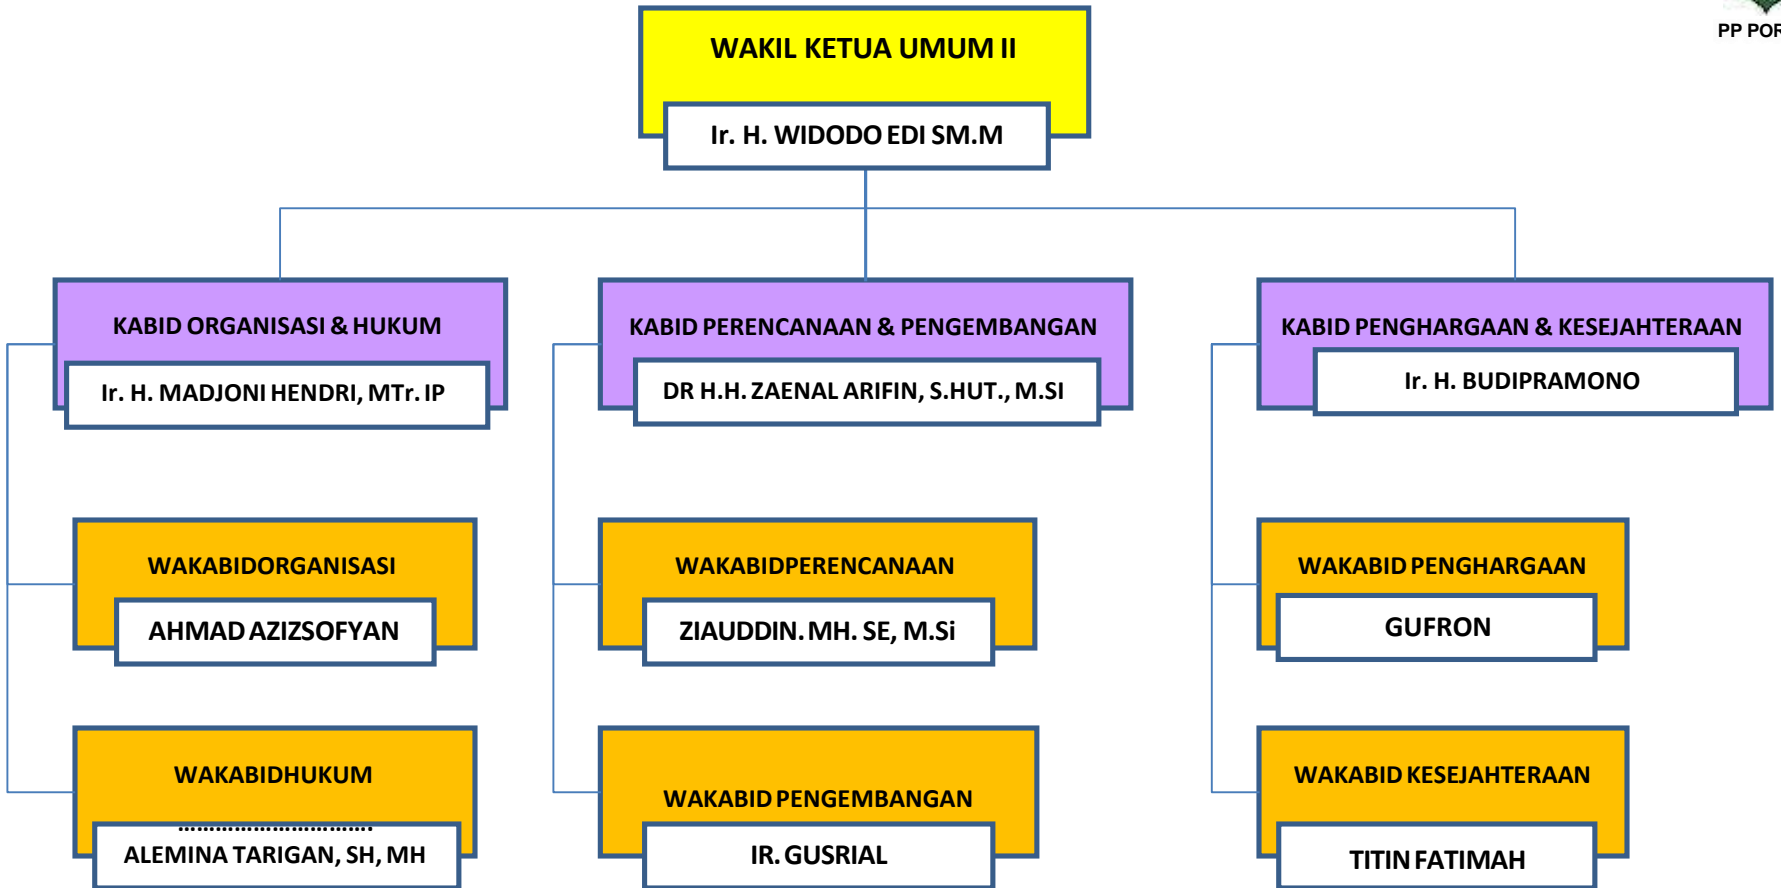 PP POR
WAKIL KETUA UMUM II
Ir. H. WIDODO EDI SM.M
KABID ORGANISASI & HUKUM
Ir. H. MADJONI HENDRI, MTr. IP
KABID PERENCANAAN & PENGEMBANGAN
DR H.H. ZAENAL ARIFIN, S.HUT., M.SI
KABID PENGHARGAAN & KESEJAHTERAAN
Ir. H. BUDIPRAMONO
WAKABIDORGANISASI
AHMAD AZIZSOFYAN
WAKABIDPERENCANAAN
ZIAUDDIN. MH. SE, M.Si
WAKABID PENGHARGAAN
GUFRON
WAKABIDHUKUM
................................
ALEMINA TARIGAN, SH, MH
WAKABID PENGEMBANGAN
IR. GUSRIAL
WAKABID KESEJAHTERAAN
TITIN FATIMAH